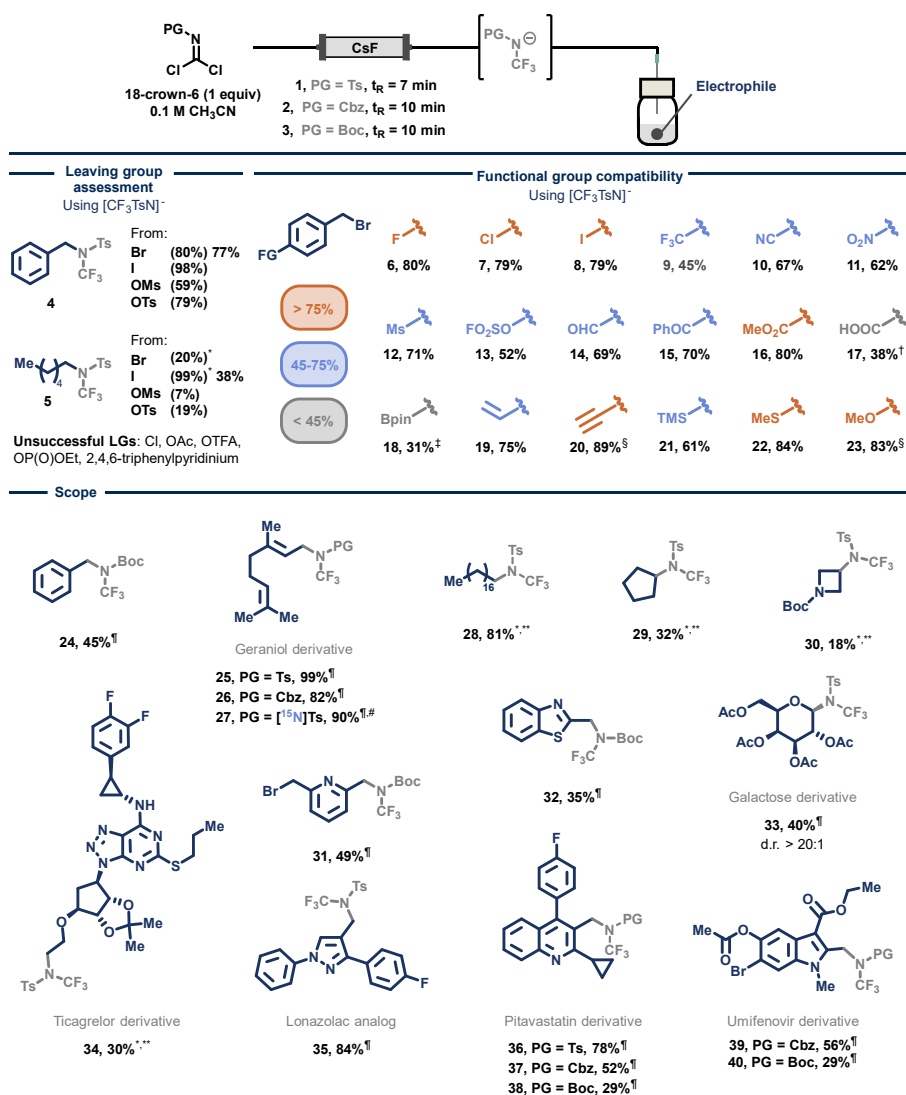 PG
N
Cl Cl
18-crown-6 (1 equiv)
0.1 M CH₃CN
CsF
1, PG = Ts, tR = 7 min
2, PG = Cbz, tR = 10 min
3, PG = Boc, tR = 10 min
PG N ⊖
CF₃
Electrophile
Leaving group
assessment
Using [CF₃TsN]⁻
N Ts
CF₃
4
From:
Br (80%) 77%
I (98%)
OMs (59%)
OTs (79%)
Me 4 N Ts
CF₃
5
From:
Br (20%)*
I (99%)* 38%
OMs (7%)
OTs (19%)
Unsuccessful LGs: Cl, OAc, OTFA,
OP(O)OEt, 2,4,6-triphenylpyridinium
Functional group compatibility
Using [CF₃TsN]⁻
Br
FG
> 75%
45-75%
< 45%
F Cl I F₃C NC O₂N
6, 80% 7, 79% 8, 79% 9, 45% 10, 67% 11, 62%
Ms FO₂SO OHC PhOC MeO₂C HOOC
12, 71% 13, 52% 14, 69% 15, 70% 16, 80% 17, 38%†
Bpin TMS MeS MeO
18, 31%‡ 19, 75% 20, 89%§ 21, 61% 22, 84% 23, 83%§
Scope
N Boc
CF₃
24, 45%¶
Me
N PG
CF₃
Me Me
Geraniol derivative
25, PG = Ts, 99%¶
26, PG = Cbz, 82%¶
27, PG = [¹⁵N]Ts, 90%¶,#
Ts
Me 16 N CF₃
28, 81%*,**
Ts
N CF₃
29, 32%*,**
Ts
N CF₃
BocN
30, 18%*,**
F
F
NH
N N
N
N N S Me
O O
O Me
Me
N
Ts CF₃
Ticagrelor derivative
34, 30%*,**
Br N N Boc
CF₃
31, 49%¶
N
S N Boc
F₃C
32, 35%¶
Ts
AcO O N CF₃
AcO OAc
OAc
Galactose derivative
33, 40%¶
d.r. > 20:1
F₃C N Ts
N N
F
Lonazolac analog
35, 84%¶
F
N PG
CF₃
N
Pitavastatin derivative
36, PG = Ts, 78%¶
37, PG = Cbz, 52%¶
38, PG = Boc, 29%¶
O Me
O
Me O
O
Br N N PG
Me CF₃
Umifenovir derivative
39, PG = Cbz, 56%¶
40, PG = Boc, 29%¶